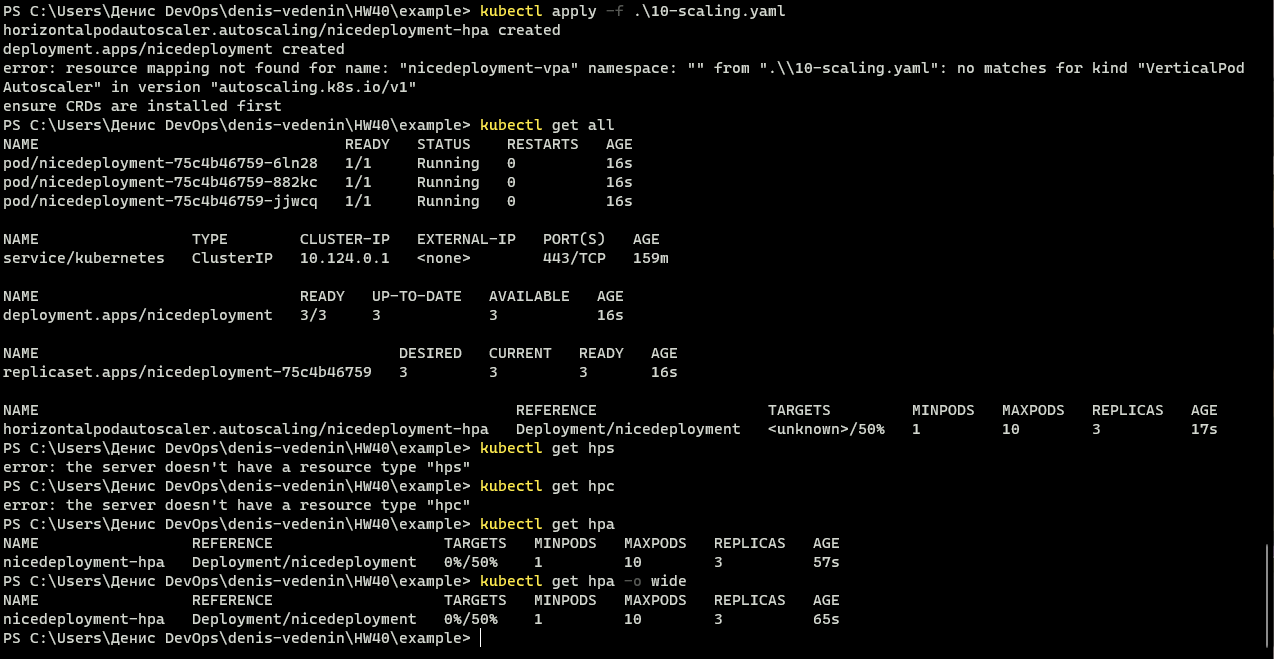 PS C:\Users\Денис DevOps\denis-vedenin\HW40\example> kubectl apply -f .\10-scaling.yaml
horizontalpodautoscaler.autoscaling/nicedeployment-hpa created
deployment.apps/nicedeployment created
error: resource mapping not found for name: "nicedeployment-vpa" namespace: "" from ".\\10-scaling.yaml": no matches for kind "VerticalPod
Autoscaler" in version "autoscaling.k8s.io/v1"
ensure CRDs are installed first
PS C:\Users\Денис DevOps\denis-vedenin\HW40\example> kubectl get all
NAME                                  READY   STATUS    RESTARTS   AGE
pod/nicedeployment-75c4b46759-6ln28   1/1     Running   0          16s
pod/nicedeployment-75c4b46759-882kc   1/1     Running   0          16s
pod/nicedeployment-75c4b46759-jjwcq   1/1     Running   0          16s
NAME                 TYPE        CLUSTER-IP   EXTERNAL-IP   PORT(S)   AGE
service/kubernetes   ClusterIP   10.124.0.1   <none>        443/TCP   159m
NAME                             READY   UP-TO-DATE   AVAILABLE   AGE
deployment.apps/nicedeployment   3/3     3            3           16s
NAME                                        DESIRED   CURRENT   READY   AGE
replicaset.apps/nicedeployment-75c4b46759   3         3         3       16s
NAME                                                     REFERENCE                   TARGETS         MINPODS   MAXPODS   REPLICAS   AGE
horizontalpodautoscaler.autoscaling/nicedeployment-hpa   Deployment/nicedeployment   <unknown>/50%   1         10        3          17s
PS C:\Users\Денис DevOps\denis-vedenin\HW40\example> kubectl get hps
error: the server doesn't have a resource type "hps"
PS C:\Users\Денис DevOps\denis-vedenin\HW40\example> kubectl get hpc
error: the server doesn't have a resource type "hpc"
PS C:\Users\Денис DevOps\denis-vedenin\HW40\example> kubectl get hpa
NAME                 REFERENCE                   TARGETS   MINPODS   MAXPODS   REPLICAS   AGE
nicedeployment-hpa   Deployment/nicedeployment   0%/50%    1         10        3          57s
PS C:\Users\Денис DevOps\denis-vedenin\HW40\example> kubectl get hpa -o wide
NAME                 REFERENCE                   TARGETS   MINPODS   MAXPODS   REPLICAS   AGE
nicedeployment-hpa   Deployment/nicedeployment   0%/50%    1         10        3          65s
PS C:\Users\Денис DevOps\denis-vedenin\HW40\example>